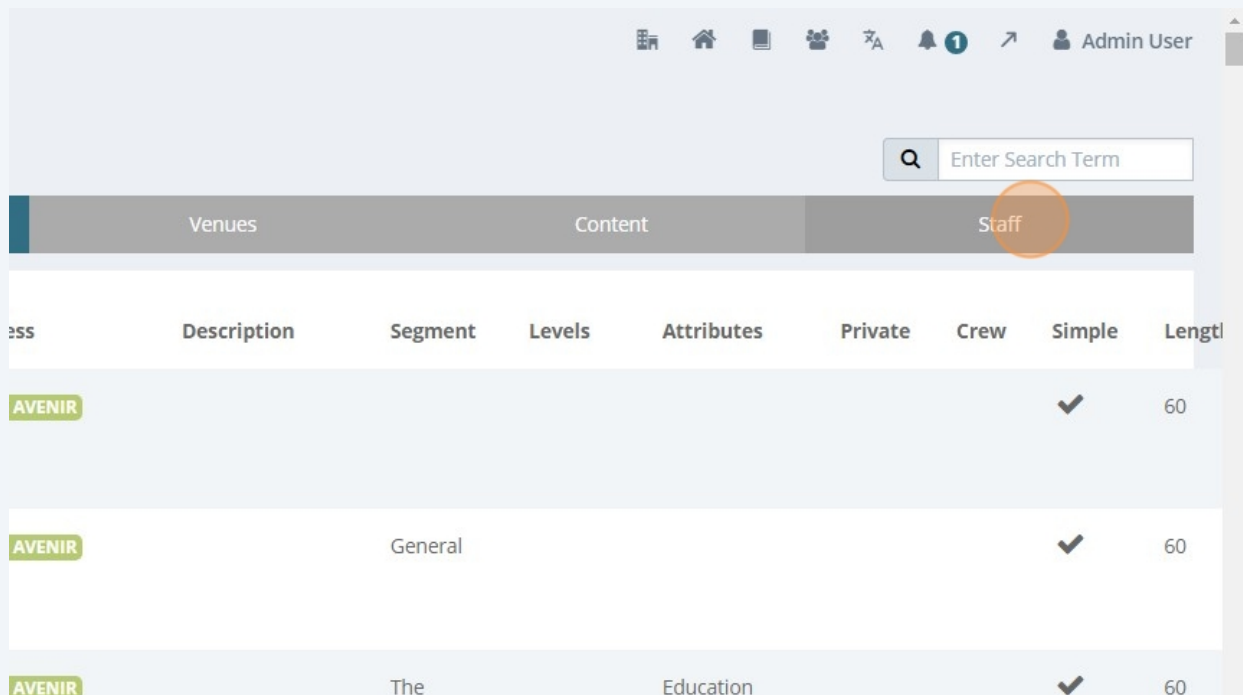 1 Admin User
Enter Search Term
Venues Content Staff
ess Description Segment Levels Attributes Private Crew Simple Lengt
AVENIR 60
AVENIR General 60
AVENIR The Education 60